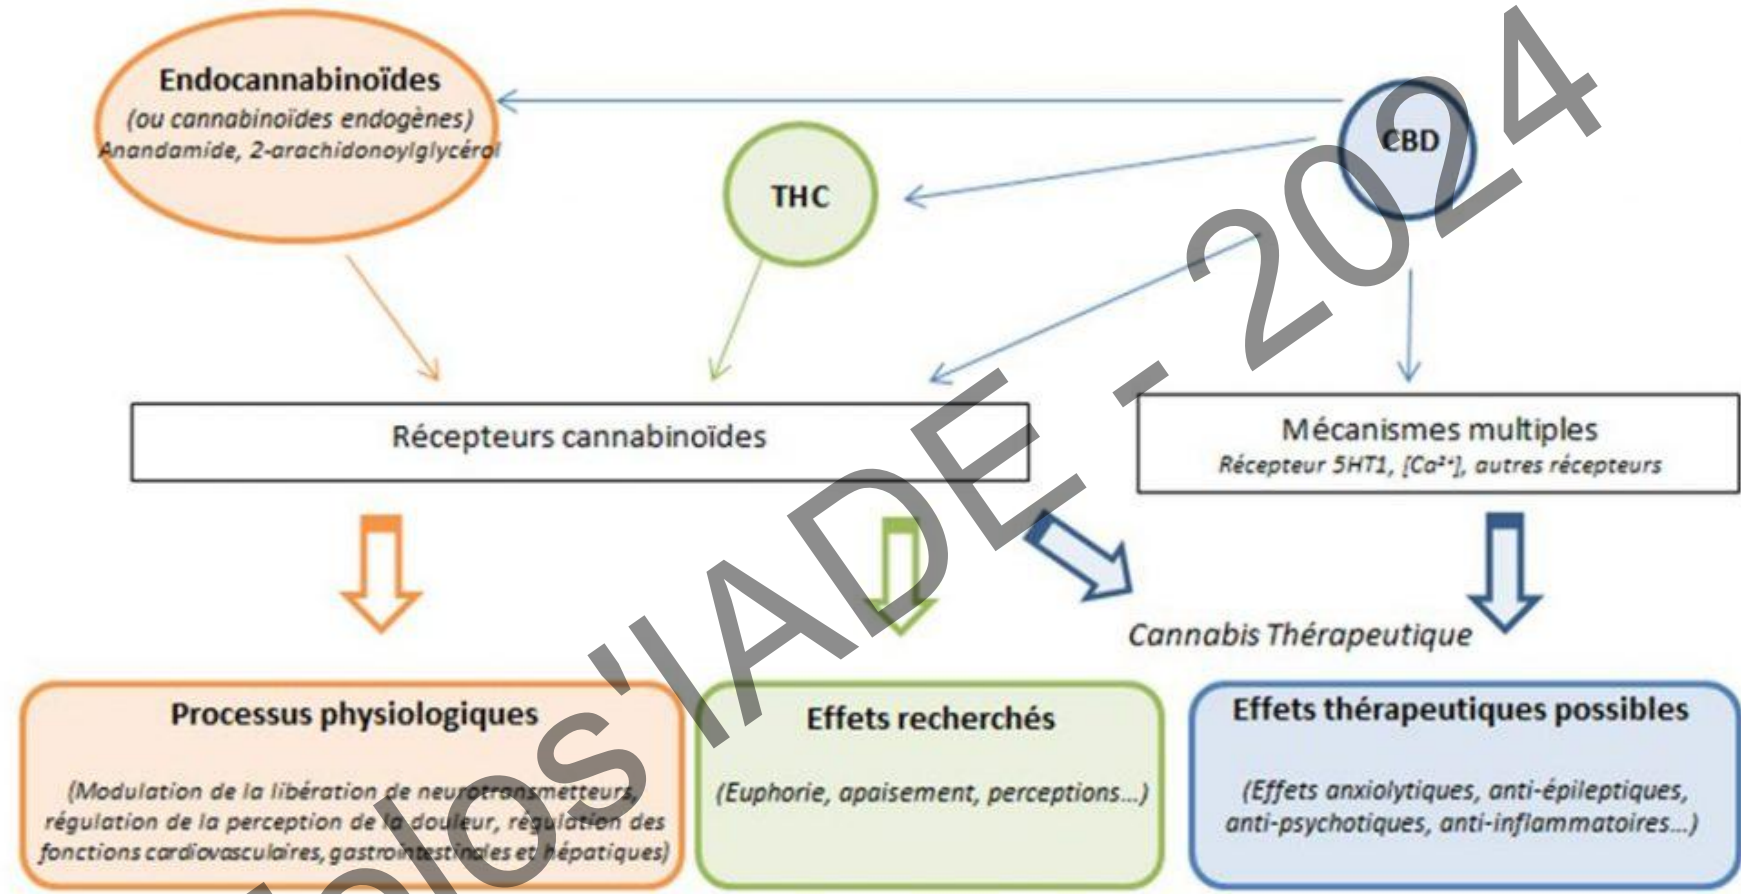 Endocannabinoïdes
(ou cannabinoïdes endogènes)
Anandamide, 2-arachidonoylglycérol
THC
CBD
Récepteurs cannabinoïdes
Mécanismes multiples
Récepteur 5HT1, [Ca²⁺], autres récepteurs
Cannabis Thérapeutique
Processus physiologiques
(Modulation de la libération de neurotransmetteurs,
régulation de la perception de la douleur, régulation des
fonctions cardiovasculaires, gastrointestinales et hépatiques)
Effets recherchés
(Euphorie, apaisement, perceptions...)
Effets thérapeutiques possibles
(Effets anxiolytiques, anti-épileptiques,
anti-psychotiques, anti-inflammatoires...)
'IADE - 2024